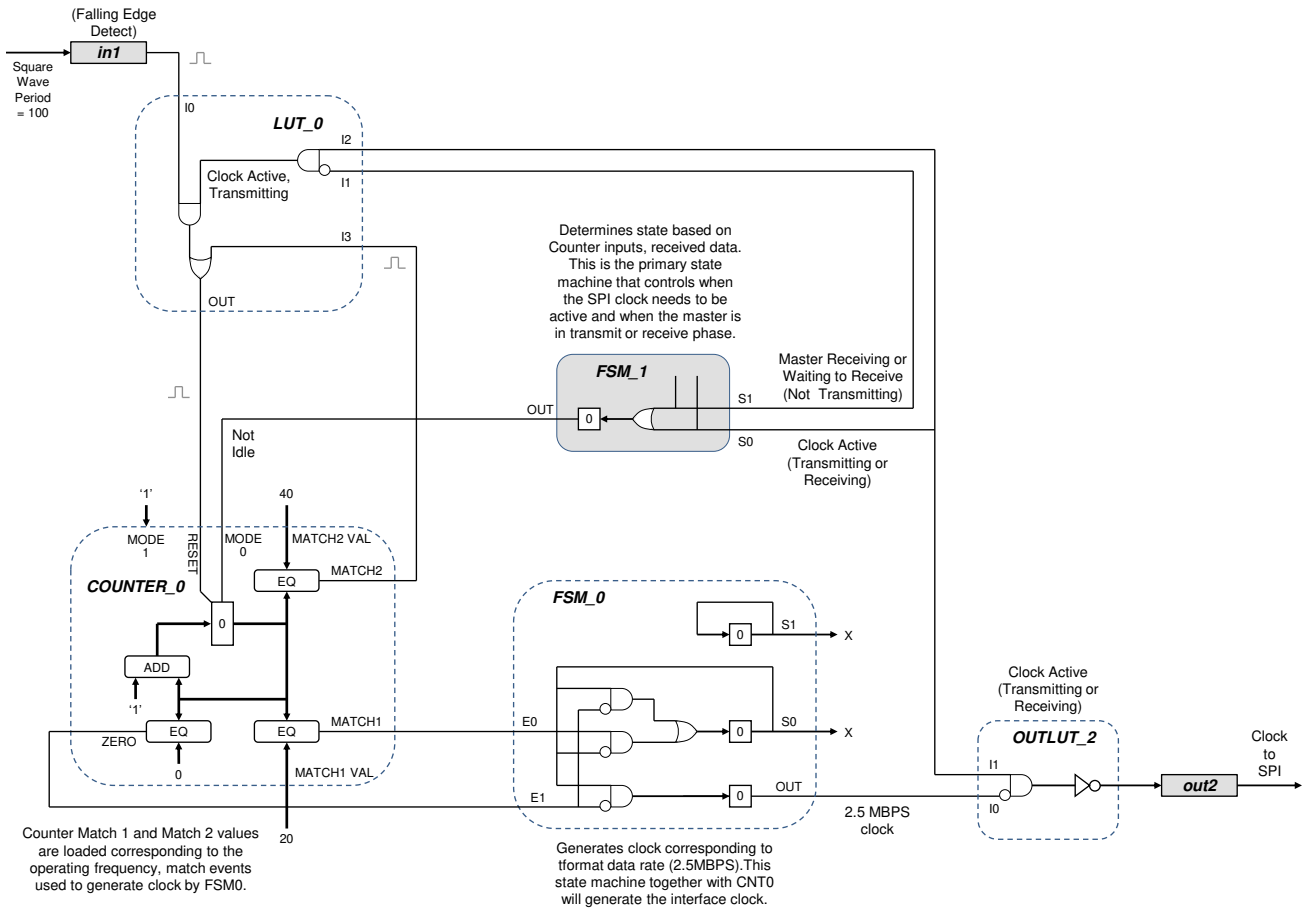 (Falling Edge
Detect)
in1
Square
Wave
Period
= 100
I0
LUT_0
I2
I1
Clock Active,
Transmitting
I3
OUT
Determines state based on
Counter inputs, received data.
This is the primary state
machine that controls when
the SPI clock needs to be
active and when the master is
in transmit or receive phase.
FSM_1
OUT
0
S1
S0
Master Receiving or
Waiting to Receive
(Not Transmitting)
Clock Active
(Transmitting or
Receiving)
Not
Idle
'1'
40
MODE
1
RESET
MODE
0
MATCH2 VAL
EQ
MATCH2
COUNTER_0
0
ADD
'1'
EQ
ZERO
0
EQ
MATCH1
MATCH1 VAL
20
Counter Match 1 and Match 2 values
are loaded corresponding to the
operating frequency, match events
used to generate clock by FSM0.
FSM_0
0
S1
X
E0
0
S0
X
E1
0
OUT
2.5 MBPS
clock
Generates clock corresponding to
tformat data rate (2.5MBPS).This
state machine together with CNT0
will generate the interface clock.
Clock Active
(Transmitting or
Receiving)
OUTLUT_2
I1
I0
out2
Clock
to
SPI